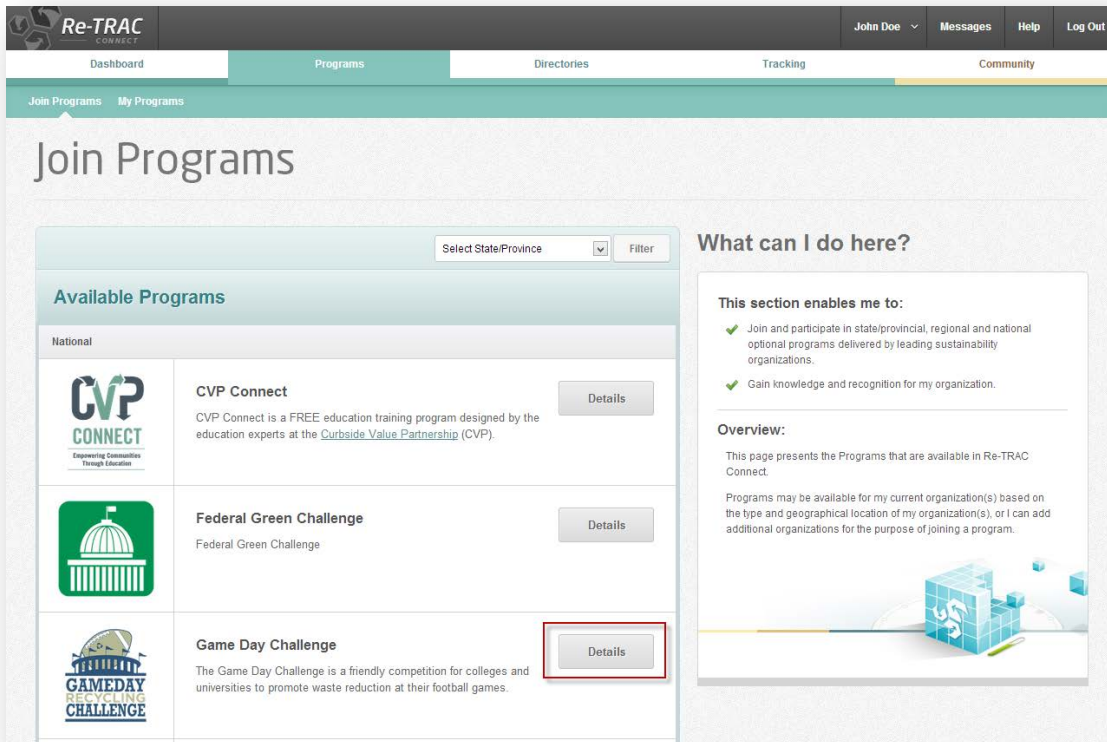 Re-TRAC
CONNECT
John Doe
Messages
Help
Log Out
Dashboard
Programs
Directories
Tracking
Community
Join Programs
My Programs
Join Programs
Select State/Province
Filter
Available Programs
National
CVP
CONNECT
Empowering Communities
Through Education
CVP Connect
CVP Connect is a FREE education training program designed by the
education experts at the Curbside Value Partnership (CVP).
Details
Federal Green Challenge
Federal Green Challenge
Details
GAMEDAY
RECYCLING
CHALLENGE
Game Day Challenge
The Game Day Challenge is a friendly competition for colleges and
universities to promote waste reduction at their football games.
Details
What can I do here?
This section enables me to:
Join and participate in state/provincial, regional and national
optional programs delivered by leading sustainability
organizations.
Gain knowledge and recognition for my organization.
Overview:
This page presents the Programs that are available in Re-TRAC
Connect.
Programs may be available for my current organization(s) based on
the type and geographical location of my organization(s), or I can add
additional organizations for the purpose of joining a program.